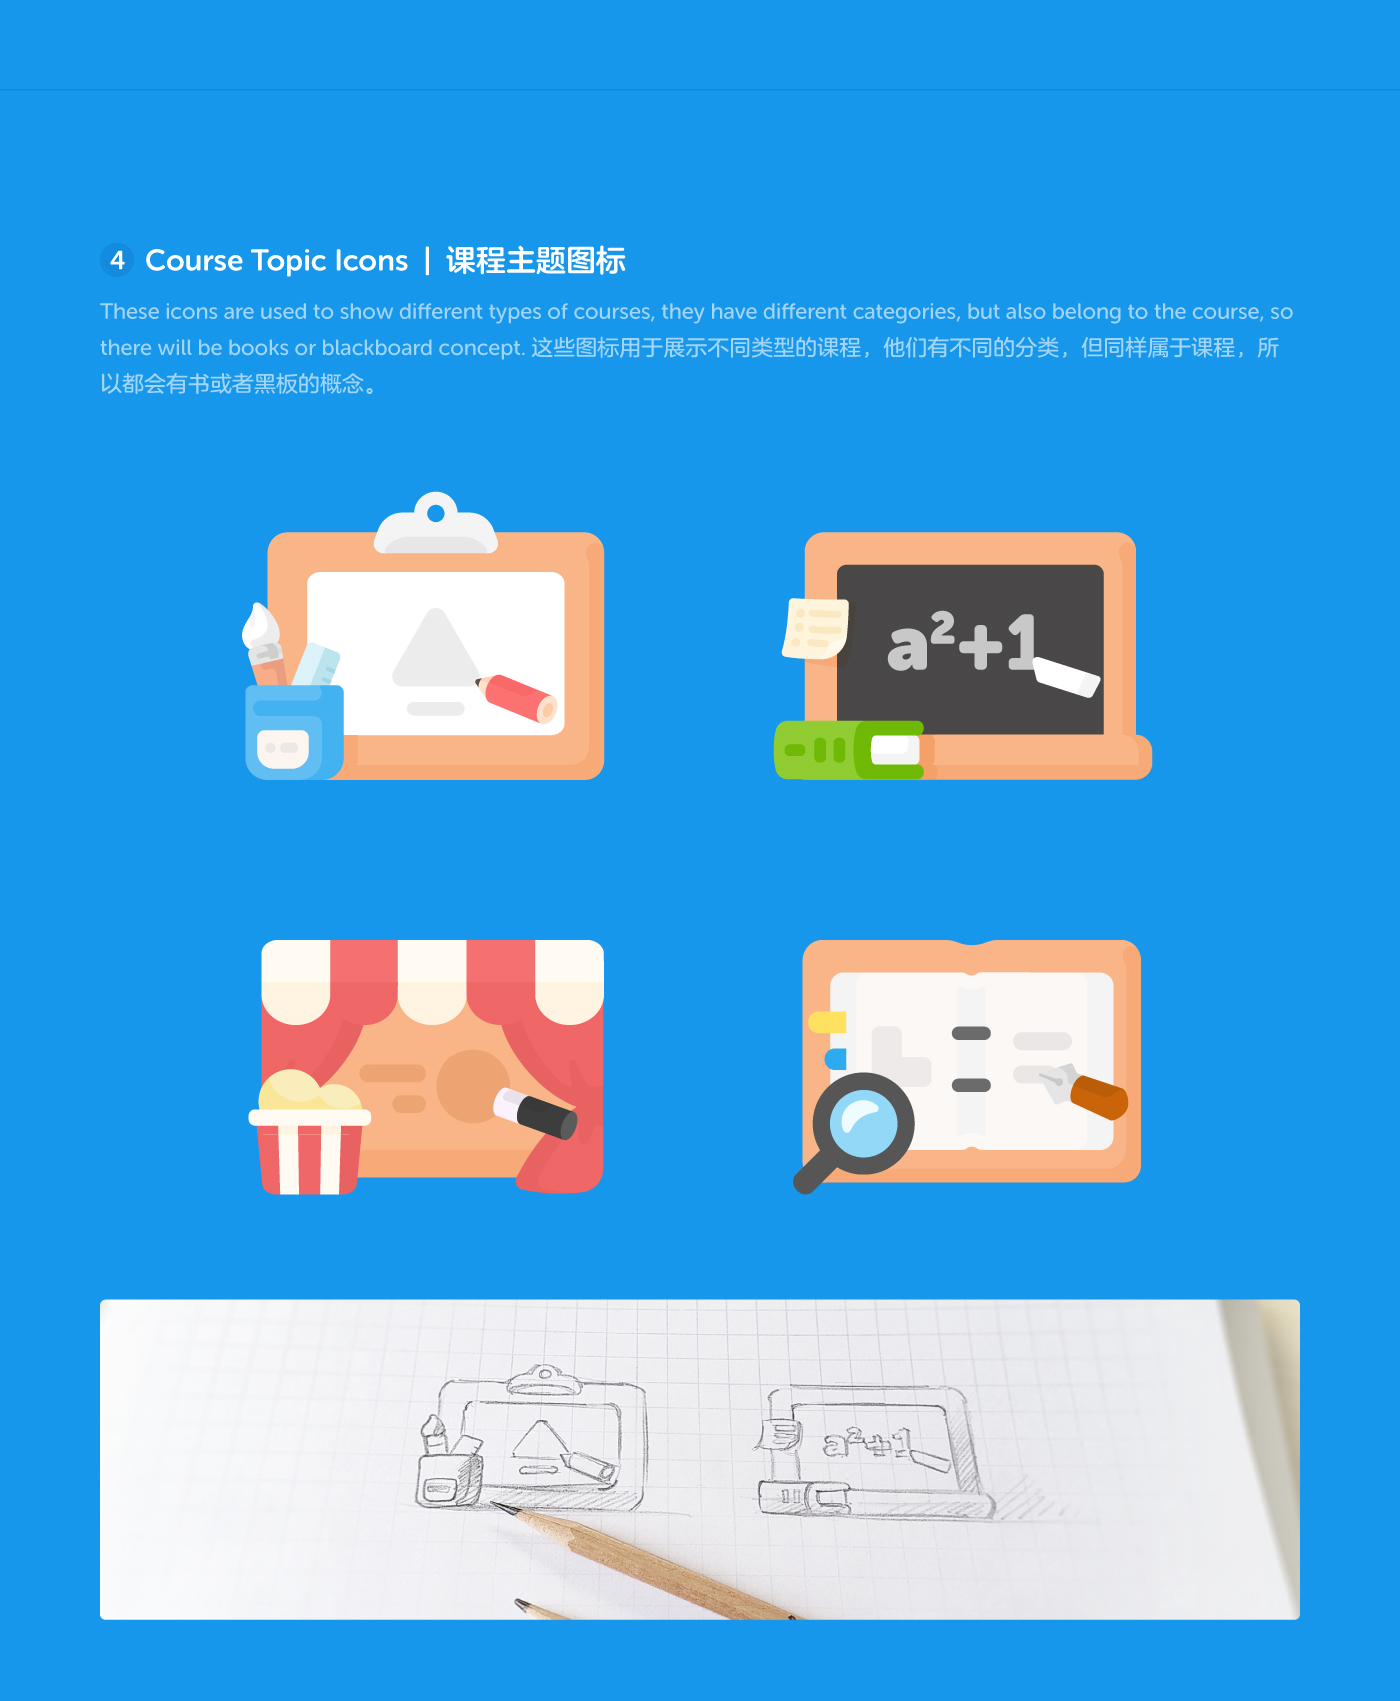 4 Course Topic Icons | 课程主题图标
These icons are used to show different types of courses, they have different categories, but also belong to the course, so
there will be books or blackboard concept. 这些图标用于展示不同类型的课程，他们有不同的分类，但同样属于课程，所
以都会有书或者黑板的概念。
a²+1
a²+1